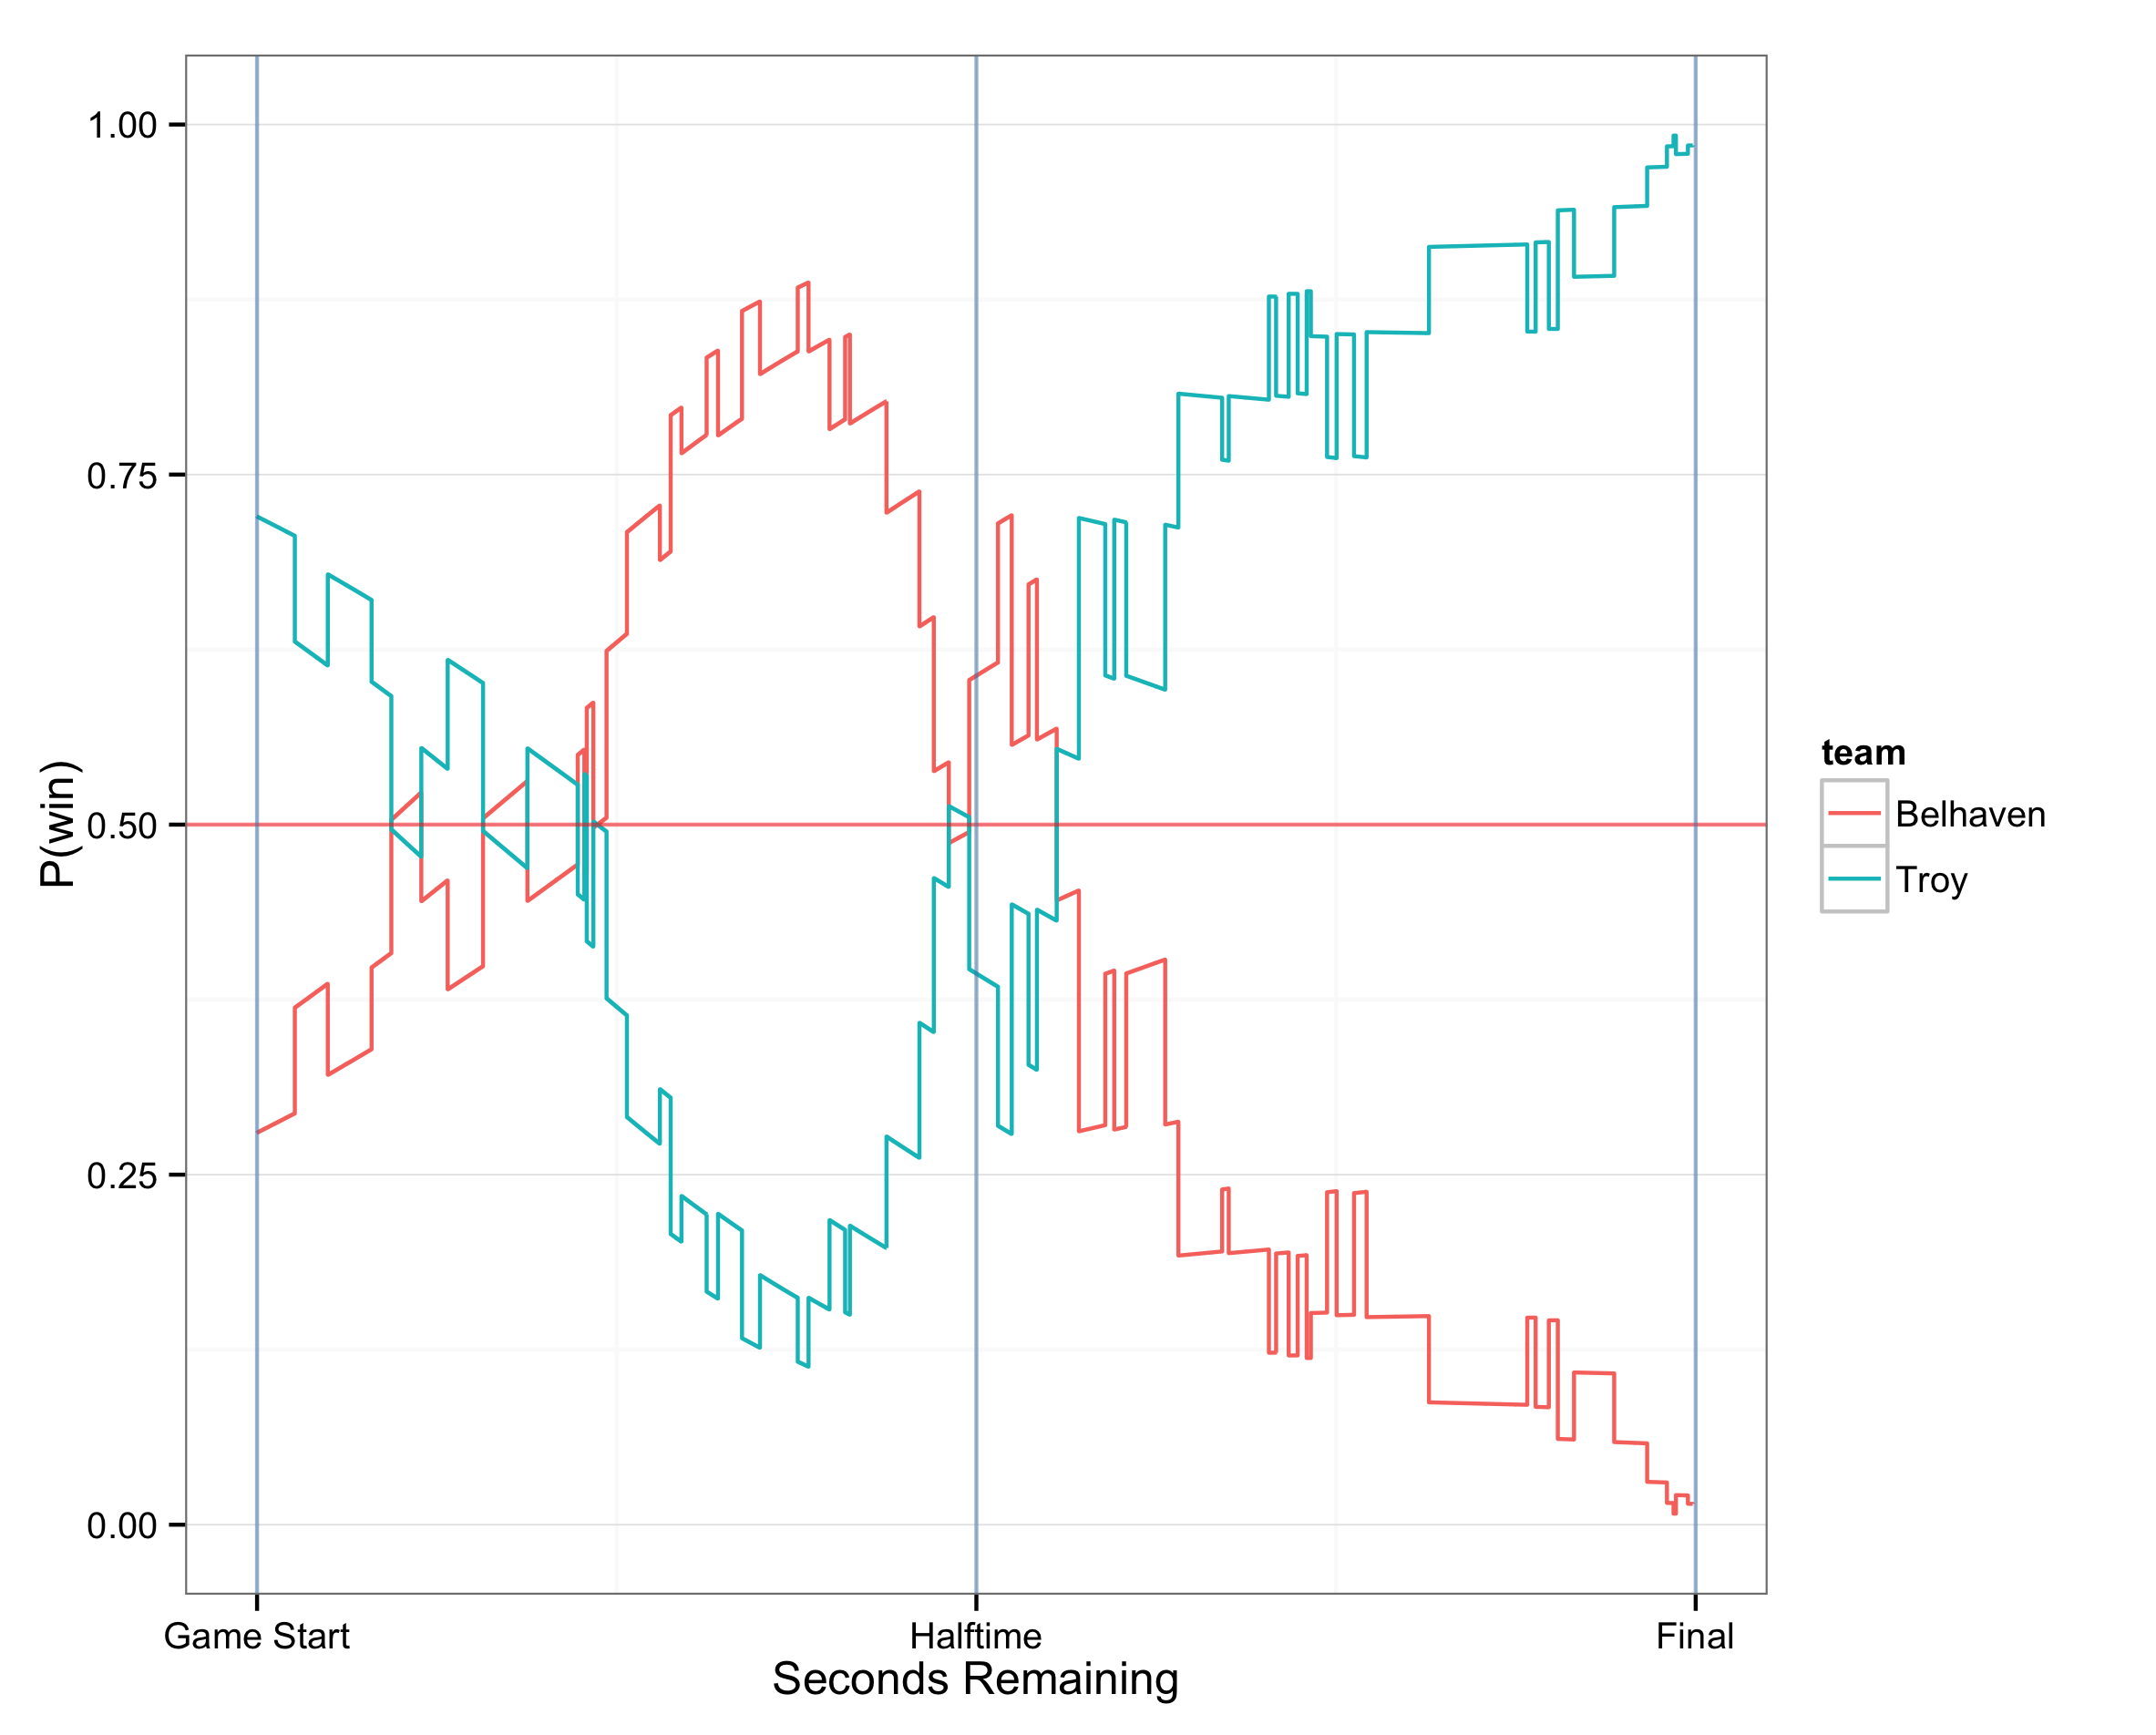 1.00
0.75
0.50
0.25
0.00
P(win)
Game Start
Halftime
Final
Seconds Remaining
team
Belhaven
Troy